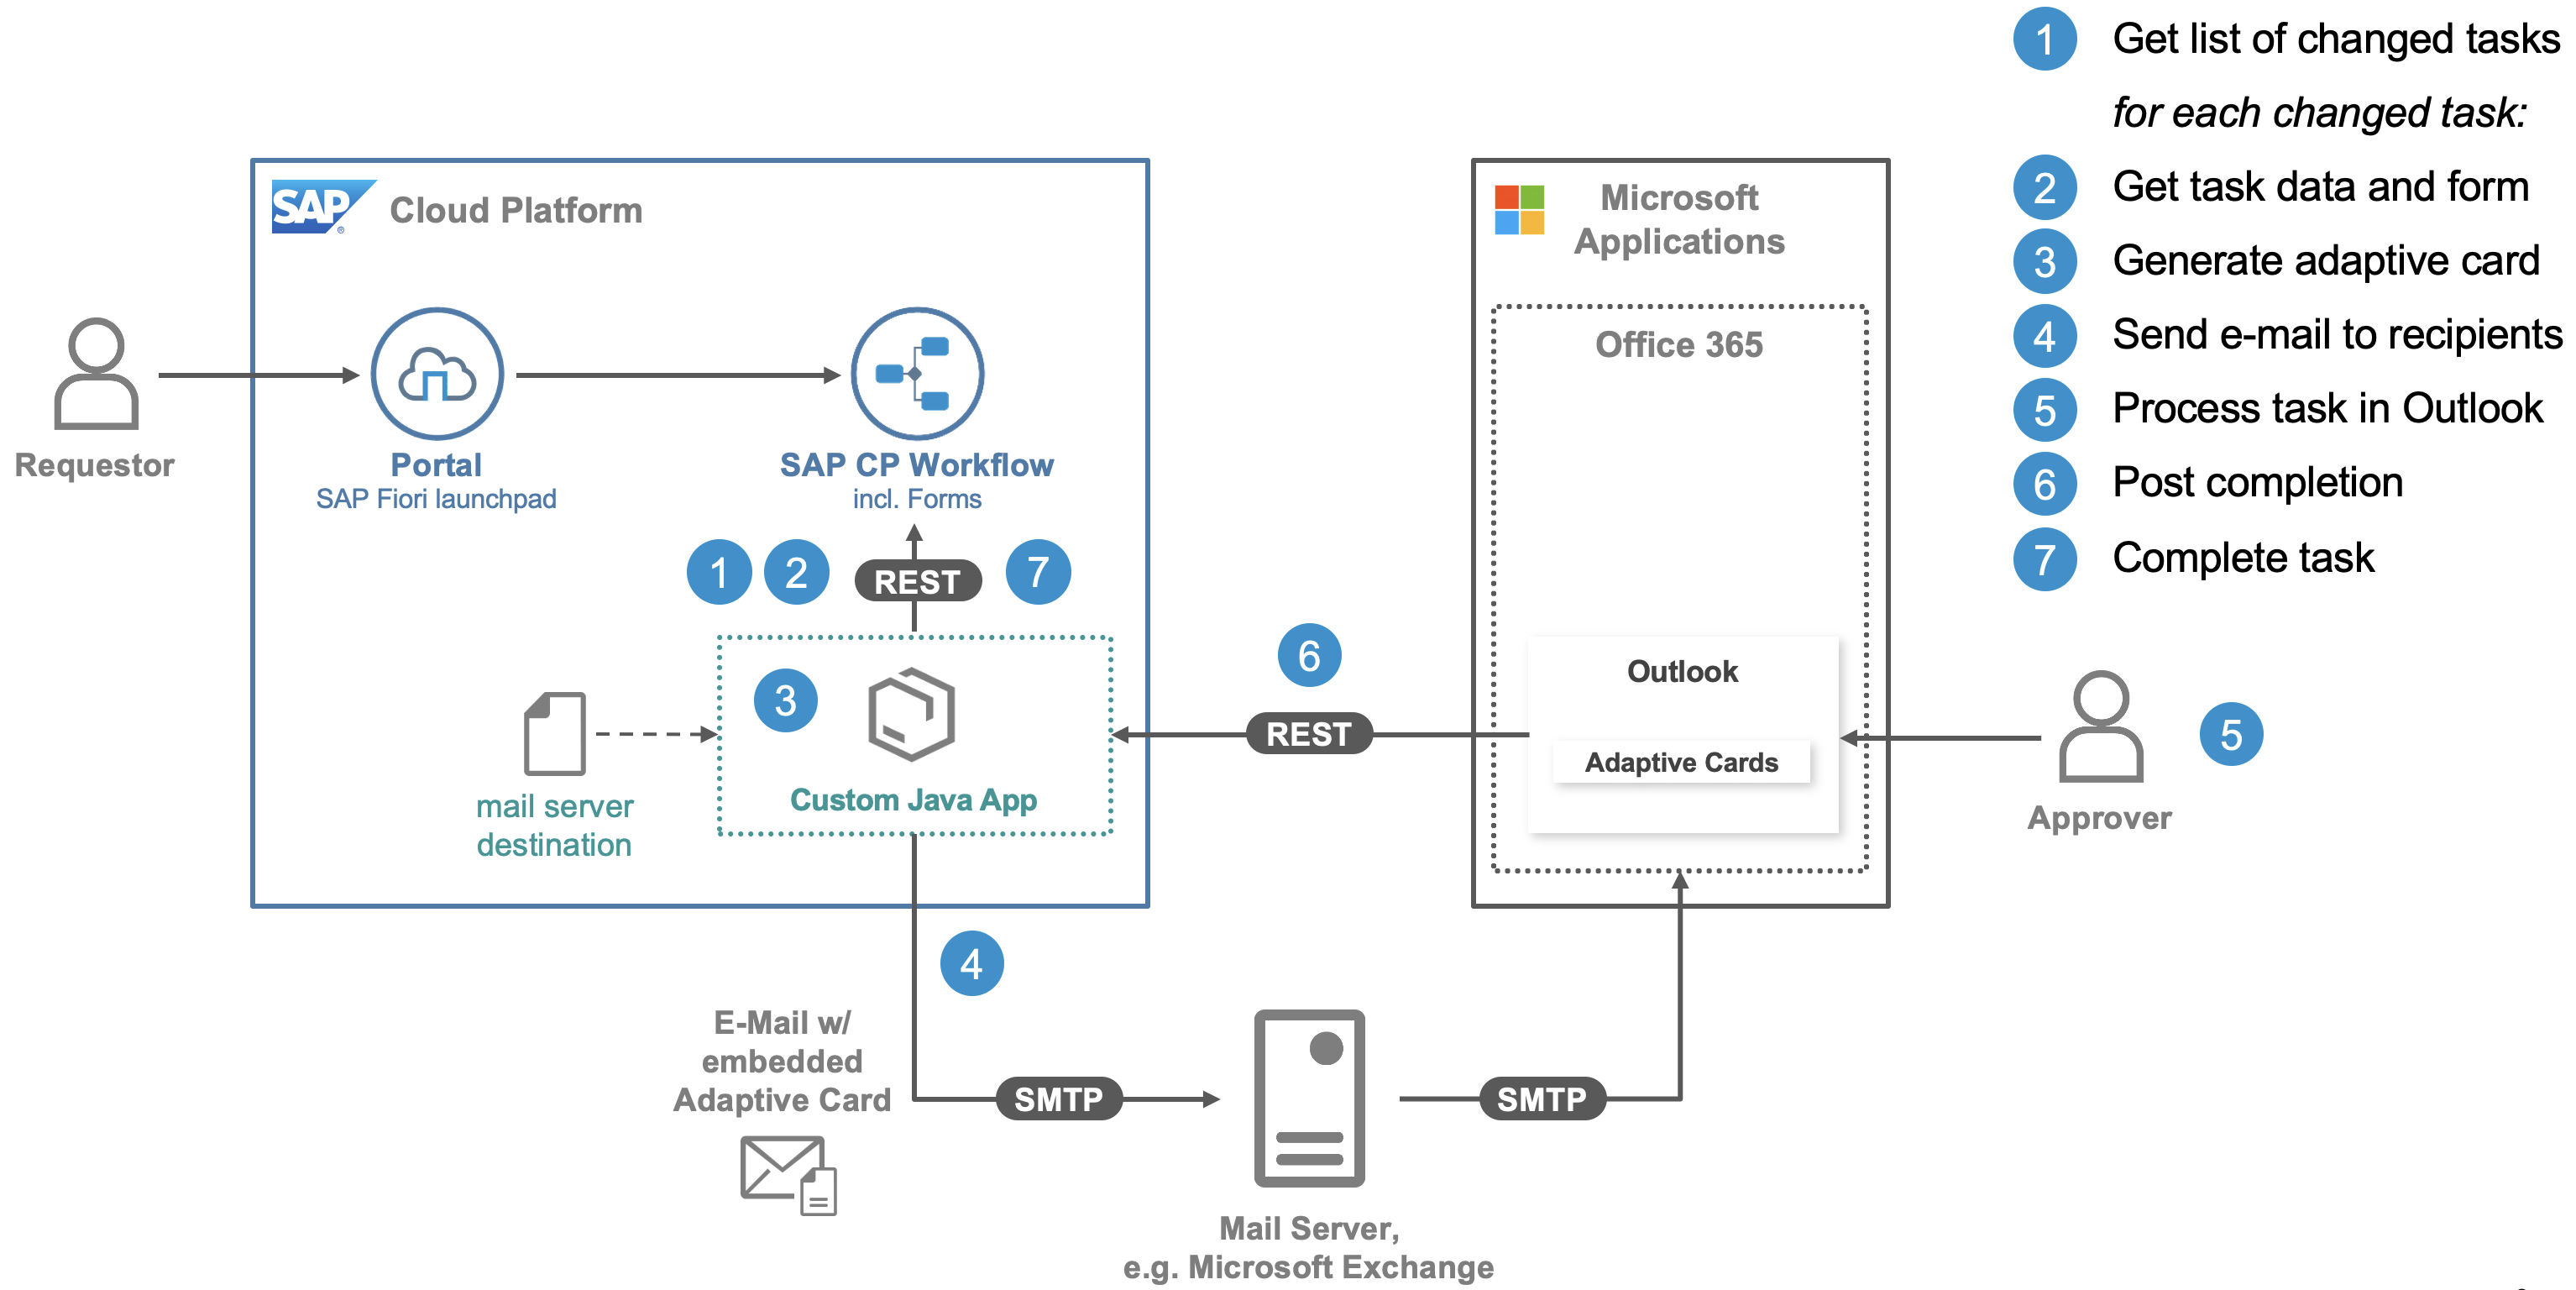 1 Get list of changed tasks
for each changed task:
2 Get task data and form
3 Generate adaptive card
4 Send e-mail to recipients
5 Process task in Outlook
6 Post completion
7 Complete task
SAP ® Cloud Platform
Requestor
Portal
SAP Fiori launchpad
SAP CP Workflow
incl. Forms
1 2 REST 7
3
Custom Java App
mail server
destination
6
REST
Microsoft
Applications
Office 365
Outlook
Adaptive Cards
5
Approver
4
E-Mail w/
embedded
Adaptive Card
SMTP
SMTP
Mail Server,
e.g. Microsoft Exchange